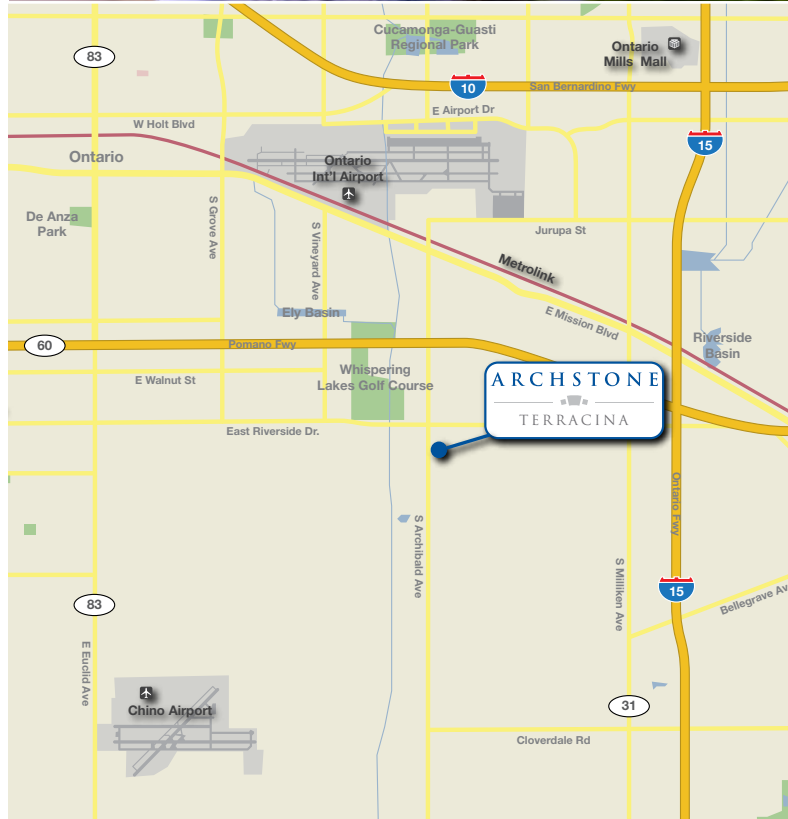 Cucamonga-Guasti
Regional Park
Ontario
Mills Mall
83
10
San Bernardino Fwy
E Airport Dr
W Holt Blvd
15
Ontario
Ontario
Int'l Airport
De Anza
Park
S Grove Ave
S Vineyard Ave
Jurupa St
Metrolink
Ely Basin
E Mission Blvd
60
Pomano Fwy
Riverside
Basin
Whispering
Lakes Golf Course
E Walnut St
ARCHSTONE
TERRACINA
East Riverside Dr.
Ontario Fwy
S Archibald Ave
S Milliken Ave
15
83
Bellegrave Av
E Euclid Ave
Chino Airport
31
Cloverdale Rd